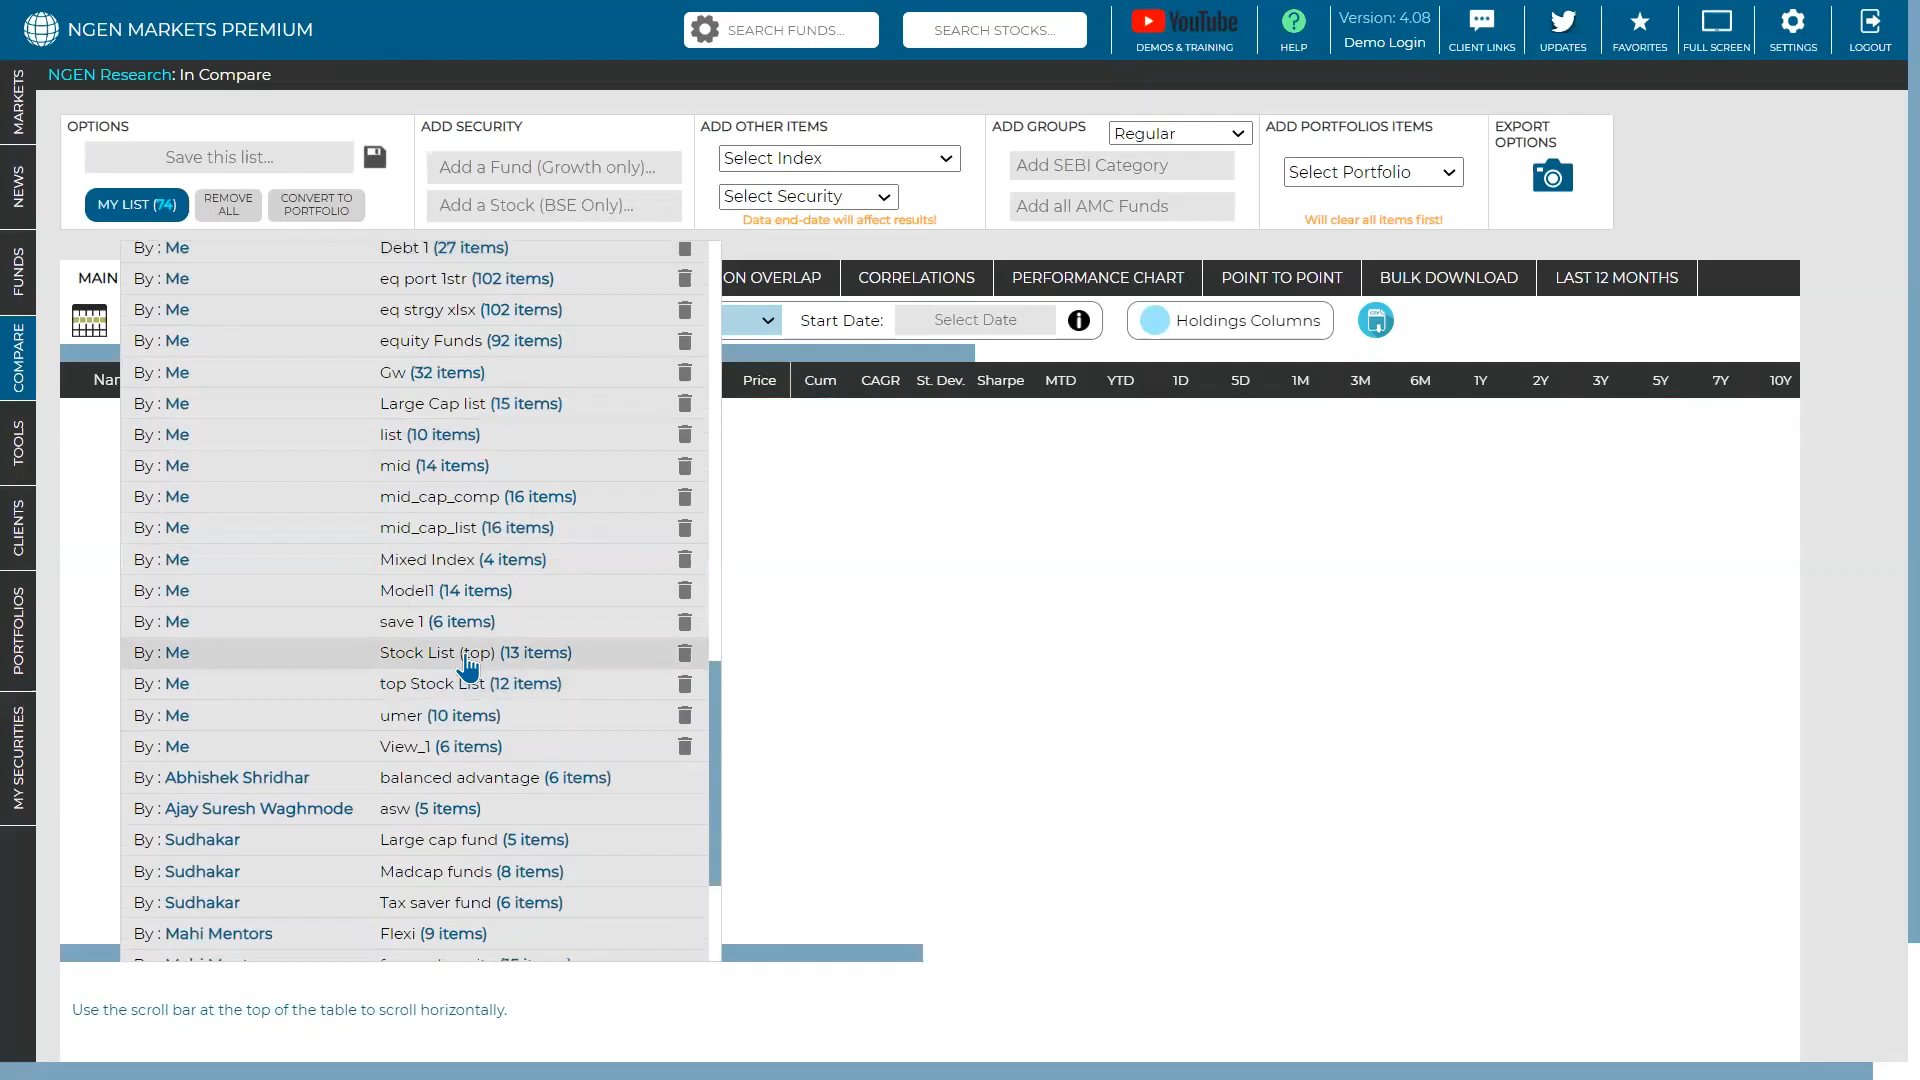 NGEN MARKETS PREMIUM
SEARCH FUNDS...
SEARCH STOCKS...
YouTube
DEMOS & TRAINING
HELP
Version: 4.08
Demo Login
CLIENT LINKS
UPDATES
FAVORITES
FULL SCREEN
SETTINGS
LOGOUT
NGEN Research: In Compare
MARKETS
NEWS
FUNDS
COMPARE
TOOLS
CLIENTS
PORTFOLIOS
MY SECURITIES
OPTIONS
Save this list...
MY LIST (74)
REMOVE
ALL
CONVERT TO
PORTFOLIO
ADD SECURITY
Add a Fund (Growth only)...
Add a Stock (BSE Only)...
ADD OTHER ITEMS
Select Index
Select Security
Data end-date will affect results!
ADD GROUPS
Regular
Add SEBI Category
Add all AMC Funds
ADD PORTFOLIOS ITEMS
Select Portfolio
Will clear all items first!
EXPORT
OPTIONS
MAIN
ON OVERLAP
CORRELATIONS
PERFORMANCE CHART
POINT TO POINT
BULK DOWNLOAD
LAST 12 MONTHS
Start Date:
Select Date
Holdings Columns
Nar
Price
Cum
CAGR
St. Dev.
Sharpe
MTD
YTD
1D
5D
1M
3M
6M
1Y
2Y
3Y
5Y
7Y
10Y
By : Me Debt 1 (27 items)
By : Me eq port 1str (102 items)
By : Me eq strgy xlsx (102 items)
By : Me equity Funds (92 items)
By : Me Gw (32 items)
By : Me Large Cap list (15 items)
By : Me list (10 items)
By : Me mid (14 items)
By : Me mid_cap_comp (16 items)
By : Me mid_cap_list (16 items)
By : Me Mixed Index (4 items)
By : Me Model1 (14 items)
By : Me save 1 (6 items)
By : Me Stock List (top) (13 items)
By : Me top Stock List (12 items)
By : Me umer (10 items)
By : Me View_1 (6 items)
By : Abhishek Shridhar balanced advantage (6 items)
By : Ajay Suresh Waghmode asw (5 items)
By : Sudhakar Large cap fund (5 items)
By : Sudhakar Madcap funds (8 items)
By : Sudhakar Tax saver fund (6 items)
By : Mahi Mentors Flexi (9 items)
Use the scroll bar at the top of the table to scroll horizontally.